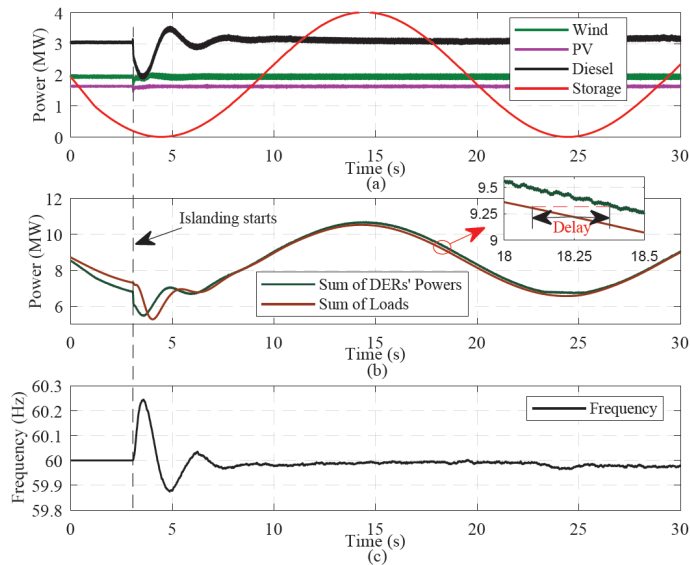 4
3
2
1
0
Power (MW)
Wind
PV
Diesel
Storage
0 5 10 15 20 25 30
Time (s)
(a)
12
10
8
6
Power (MW)
Islanding starts
9.5
9.25
9
Delay
18 18.25 18.5
Sum of DERs' Powers
Sum of Loads
0 5 10 15 20 25 30
Time (s)
(b)
60.3
60.2
60.1
60
59.9
59.8
Frequency (Hz)
Frequency
0 5 10 15 20 25 30
Time (s)
(c)